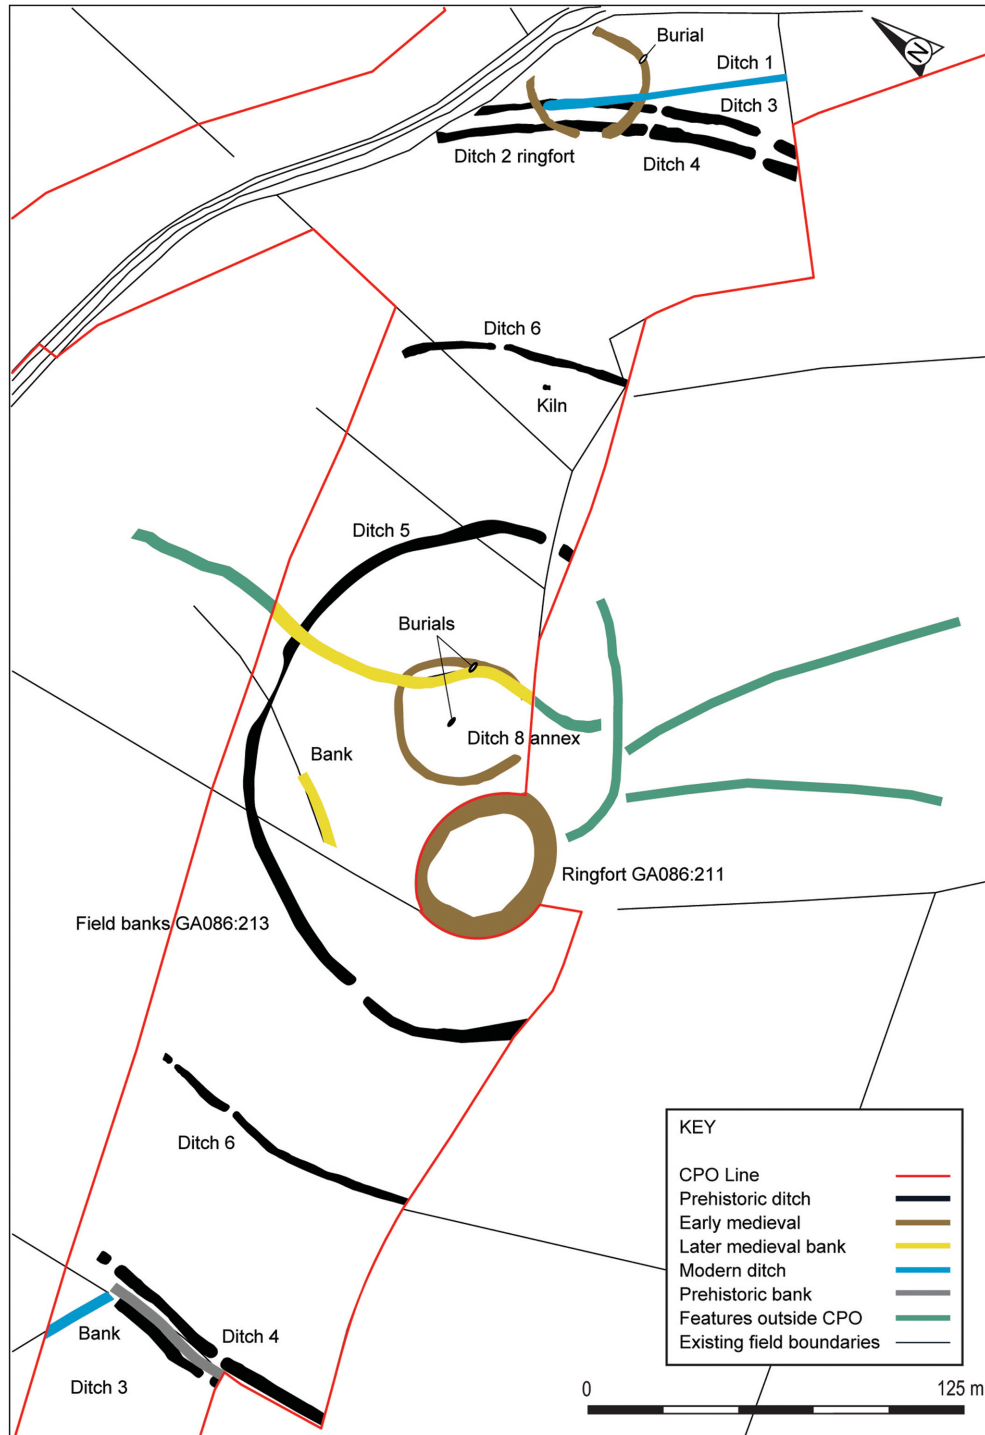 Burial
N
Ditch 1
Ditch 3
Ditch 2 ringfort
Ditch 4
Ditch 6
Kiln
Ditch 5
Burials
Ditch 8 annex
Bank
Ringfort GA086:211
Field banks GA086:213
Ditch 6
Bank
Ditch 4
Ditch 3
KEY
CPO Line
Prehistoric ditch
Early medieval
Later medieval bank
Modern ditch
Prehistoric bank
Features outside CPO
Existing field boundaries
0
125 m